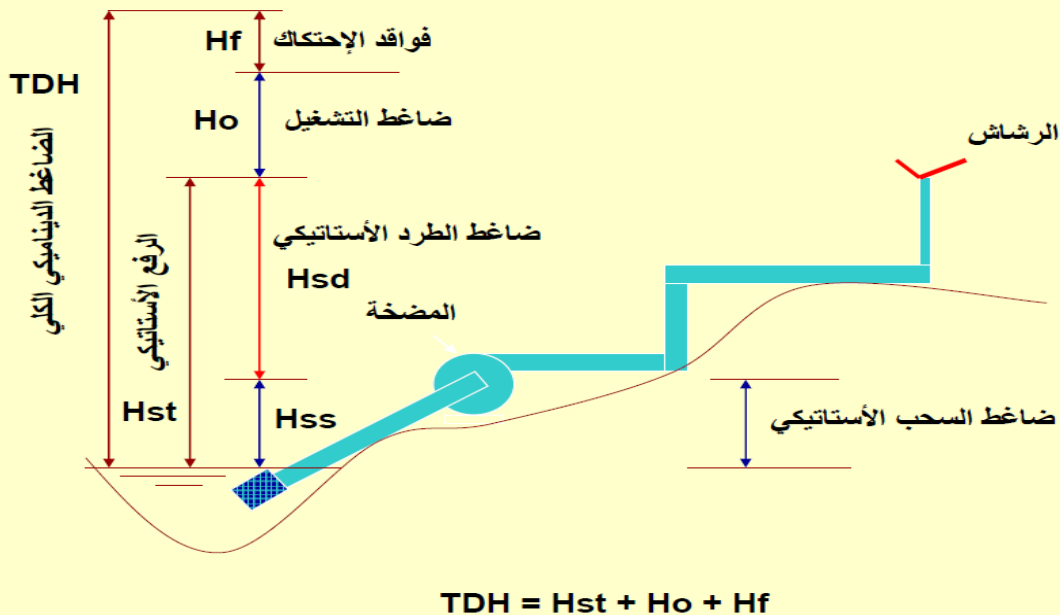 Hf
فواقد الإحتكاك
TDH
الضاغط الديناميكي الكلي
Ho
ضاغط التشغيل
الرشاش
الرفع الأستاتيكي
ضاغط الطرد الأستاتيكي
Hsd
المضخة
Hst
Hss
ضاغط السحب الأستاتيكي
TDH = Hst + Ho + Hf